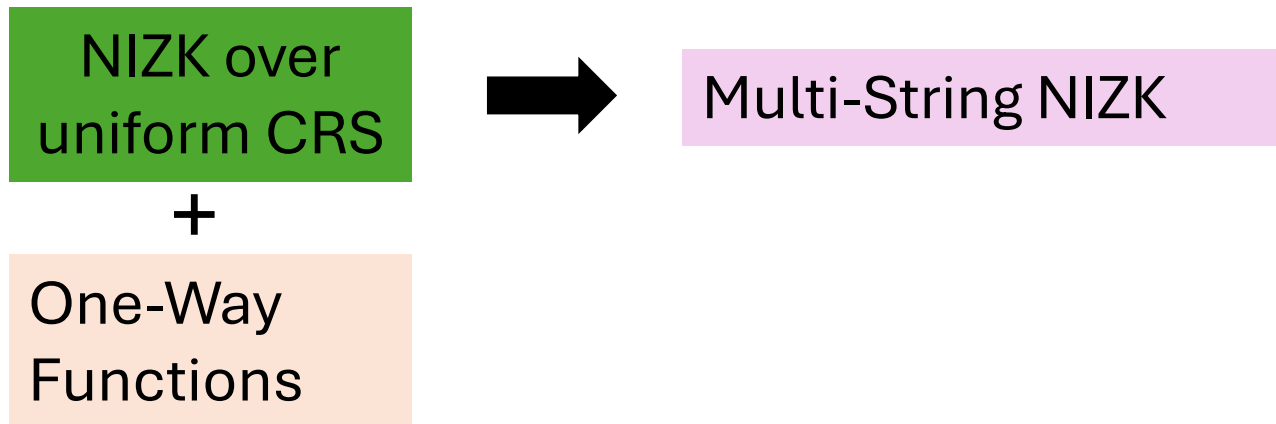 NIZK over
uniform CRS
+
One-Way
Functions
Multi-String NIZK